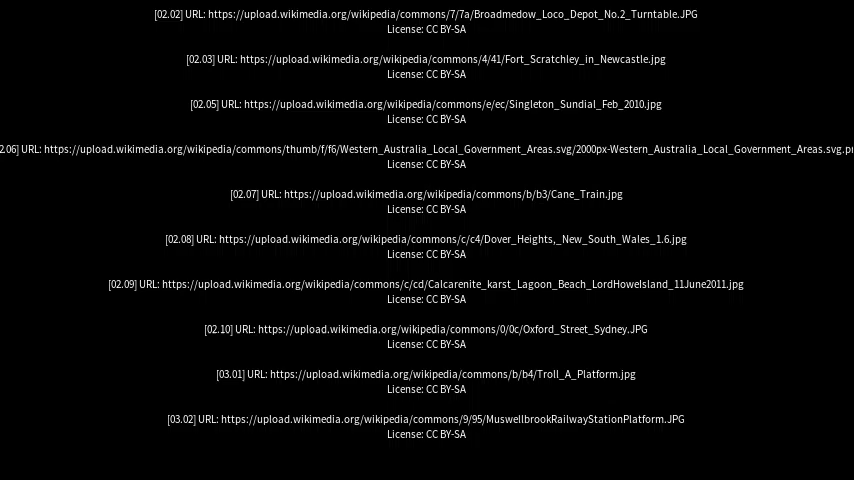 [02.02] URL: https://upload.wikimedia.org/wikipedia/commons/7/7a/Broadmedow_Loco_Depot_No.2_Turntable.JPG
License: CC BY-SA
[02.03] URL: https://upload.wikimedia.org/wikipedia/commons/4/41/Fort_Scratchley_in_Newcastle.jpg
License: CC BY-SA
[02.05] URL: https://upload.wikimedia.org/wikipedia/commons/e/ec/Singleton_Sundial_Feb_2010.jpg
License: CC BY-SA
2.06] URL: https://upload.wikimedia.org/wikipedia/commons/thumb/f/f6/Western_Australia_Local_Government_Areas.svg/2000px-Western_Australia_Local_Government_Areas.svg.pn
License: CC BY-SA
[02.07] URL: https://upload.wikimedia.org/wikipedia/commons/b/b3/Cane_Train.jpg
License: CC BY-SA
[02.08] URL: https://upload.wikimedia.org/wikipedia/commons/c/c4/Dover_Heights,_New_South_Wales_1.6.jpg
License: CC BY-SA
[02.09] URL: https://upload.wikimedia.org/wikipedia/commons/c/cd/Calcarenite_karst_Lagoon_Beach_LordHoweIsland_11June2011.jpg
License: CC BY-SA
[02.10] URL: https://upload.wikimedia.org/wikipedia/commons/0/0c/Oxford_Street_Sydney.JPG
License: CC BY-SA
[03.01] URL: https://upload.wikimedia.org/wikipedia/commons/b/b4/Troll_A_Platform.jpg
License: CC BY-SA
[03.02] URL: https://upload.wikimedia.org/wikipedia/commons/9/95/MuswellbrookRailwayStationPlatform.JPG
License: CC BY-SA